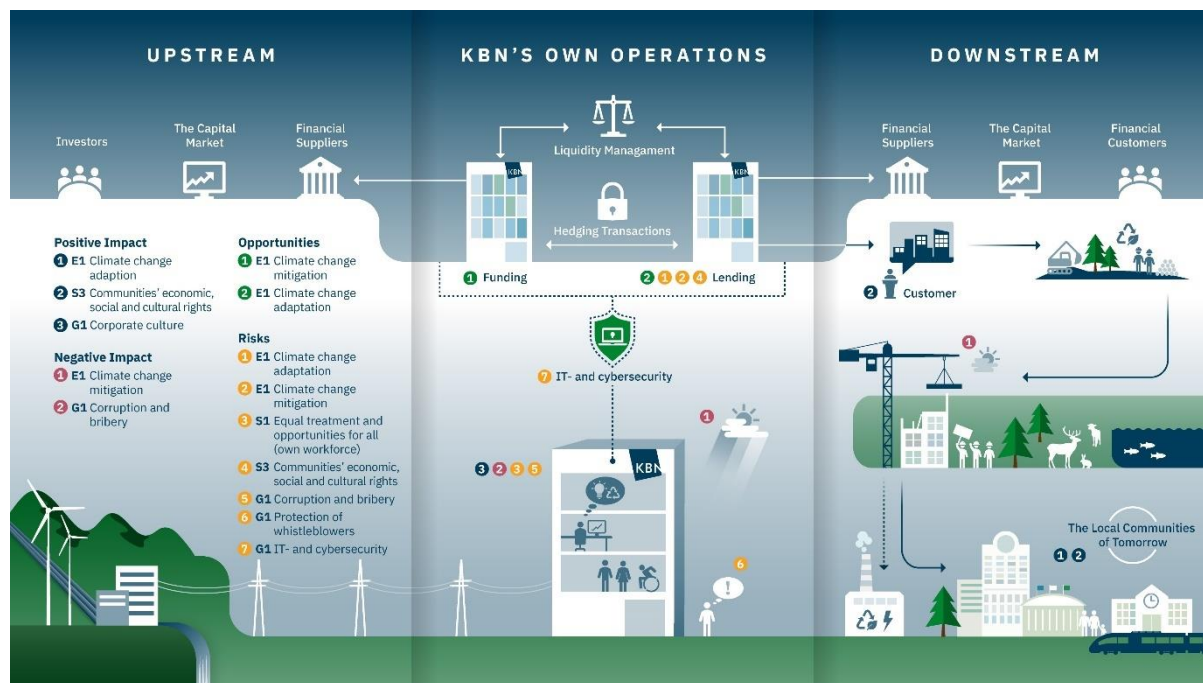 UPSTREAM
Investors
The Capital
Market
Financial
Suppliers
Positive Impact
1 E1 Climate change
adaption
2 S3 Communities’ economic,
social and cultural rights
3 G1 Corporate culture
Negative Impact
1 E1 Climate change
mitigation
2 G1 Corruption and
bribery
Opportunities
1 E1 Climate change
mitigation
2 E1 Climate change
adaptation
Risks
1 E1 Climate change
adaptation
2 E1 Climate change
mitigation
3 S1 Equal treatment and
opportunities for all
(own workforce)
4 S3 Communities’ economic,
social and cultural rights
5 G1 Corruption and bribery
6 G1 Protection of
whistleblowers
7 G1 IT- and cybersecurity
KBN’S OWN OPERATIONS
Liquidity Managament
KBN
KBN
Hedging Transactions
1 Funding
2 1 2 4 Lending
7 IT- and cybersecurity
1
3 2 3 5
KBN
!
6
DOWNSTREAM
Financial
Suppliers
The Capital
Market
Financial
Customers
2 Customer
1
The Local Communities
of Tomorrow
1 2